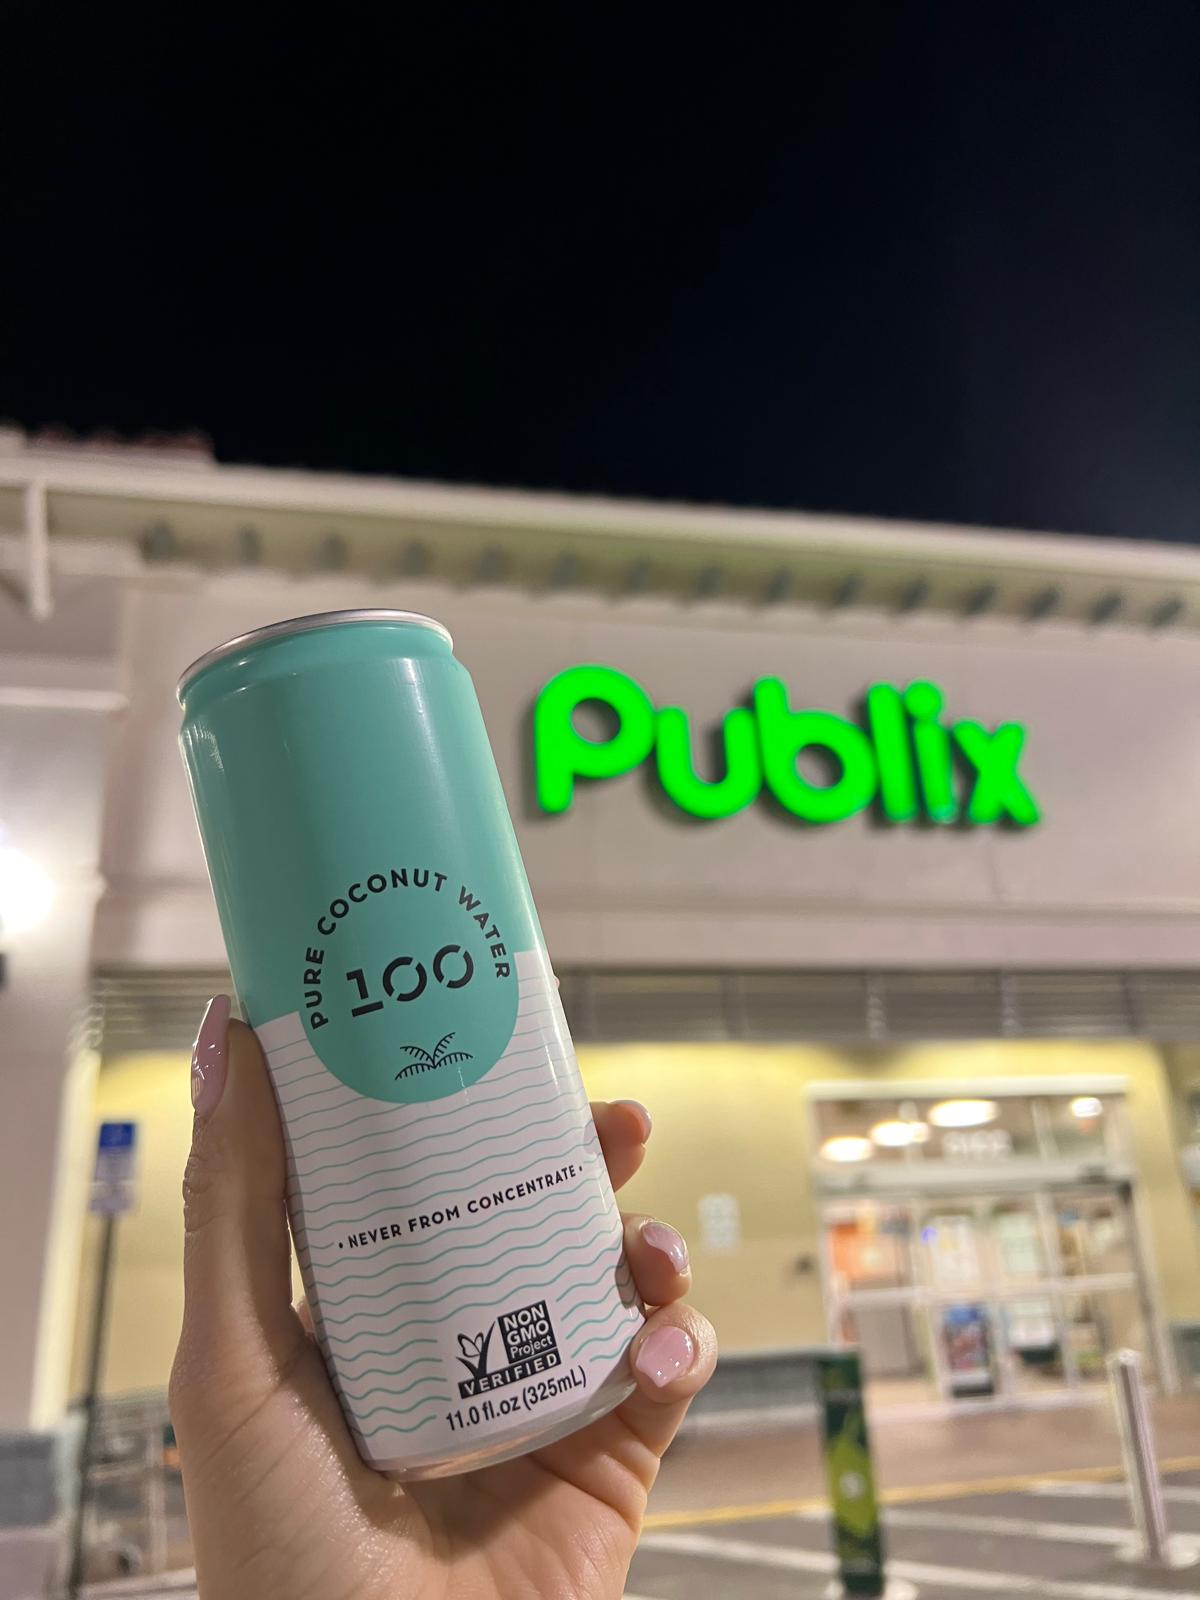 Publix
PURE COCONUT WATER
100
• NEVER FROM CONCENTRATE •
NON
GMO
Project
VERIFIED
11.0 fl.oz (325mL)